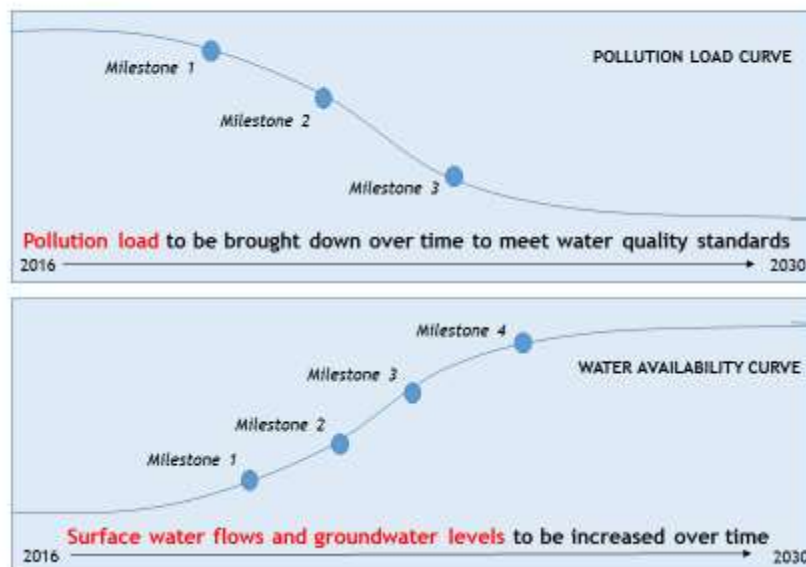 Milestone 1
POLLUTION LOAD CURVE
Milestone 2
Milestone 3
Pollution load to be brought down over time to meet water quality standards
2016
2030
Milestone 4
Milestone 3
WATER AVAILABILITY CURVE
Milestone 2
Milestone 1
Surface water flows and groundwater levels to be increased over time
2016
2030